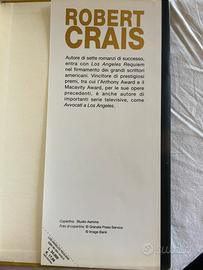 ROBERT
CRAIS
Autore di sette romanzi di successo,
entra con Los Angeles Requiem
nel firmamento dei grandi scrittori
americani. Vincitore di prestigiosi
premi, tra cui l'Anthony Award e il
Macavity Award, per le sue opere
precedenti, è anche autore di
importanti serie televisive, come
Avvocati a Los Angeles.
Copertina: Studio Aemme
Foto di copertina: © Granata Press Service
© Image Bank